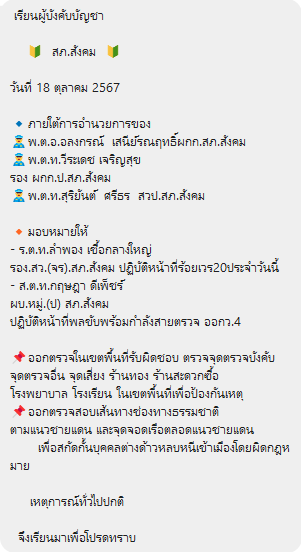 เรียนผู้บังคับบัญชา
🔰 สภ.สังคม 🔰
วันที่ 18 ตุลาคม 2567
🔹ภายใต้การอำนวยการของ
👮พ.ต.อ.อลงกรณ์ เสนีย์รณฤทธิ์ผกก.สภ.สังคม
👮พ.ต.ท.วีระเดช เจริญสุข
รอง ผกก.ป.สภ.สังคม
👮พ.ต.ท.สุริยันต์ ศรีธร สวป.สภ.สังคม
🔸มอบหมายให้
- ร.ต.ท.ลำพอง เชื้อกลางใหญ่
รอง.สว.(จร).สภ.สังคม ปฏิบัติหน้าที่ร้อยเวร20ประจำวันนี้
- ส.ต.ท.กฤษฎา ดีเพ็ชร์
ผบ.หมู่.(ป) สภ.สังคม
ปฏิบัติหน้าที่พลขับพร้อมกำลังสายตรวจ ออกว.4
📌ออกตรวจในเขตพื้นที่รับผิดชอบ ตรวจจุดตรวจบังคับ
จุดตรวจอื่น จุดเสี่ยง ร้านทอง ร้านสะดวกซื้อ
โรงพยาบาล โรงเรียน ในเขตพื้นที่เพื่อป้องกันเหตุ
📌ออกตรวจสอบเส้นทางช่องทางธรรมชาติ
ตามแนวชายแดน และจุดจอดเรือตลอดแนวชายแดน
เพื่อสกัดกั้นบุคคลต่างด้าวหลบหนีเข้าเมืองโดยผิดกฎห
มาย
เหตุการณ์ทั่วไปปกติ
จึงเรียนมาเพื่อโปรดทราบ